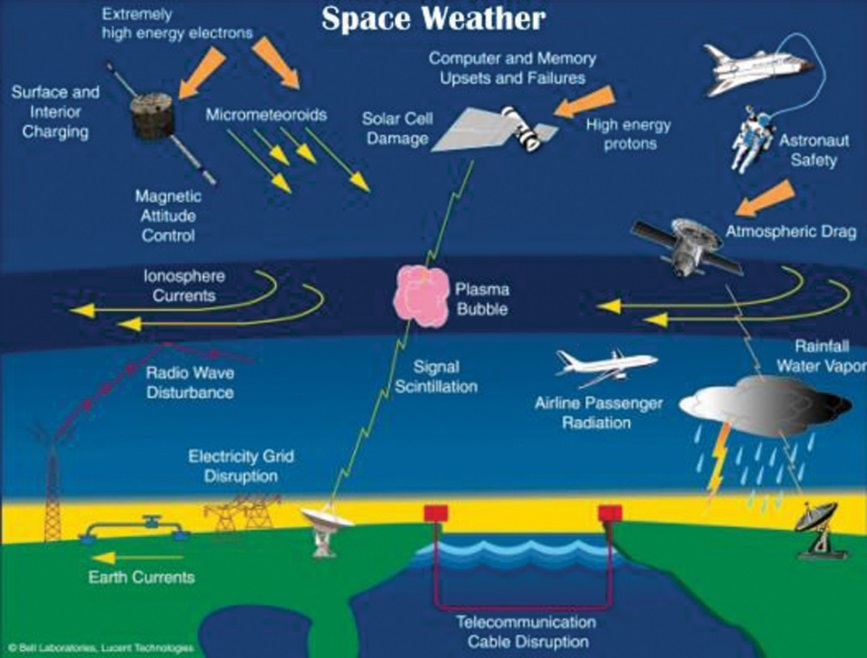 Space Weather
Extremely
high energy electrons
Surface and
Interior
Charging
Micrometeoroids
Magnetic
Attitude
Control
Computer and Memory
Upsets and Failures
Solar Cell
Damage
High energy
protons
Astronaut
Safety
Atmospheric Drag
Ionosphere
Currents
Plasma
Bubble
Radio Wave
Disturbance
Signal
Scintillation
Airline Passenger
Radiation
Rainfall
Water Vapor
Electricity Grid
Disruption
Earth Currents
Telecommunication
Cable Disruption
© Bell Laboratories, Lucent Technologies